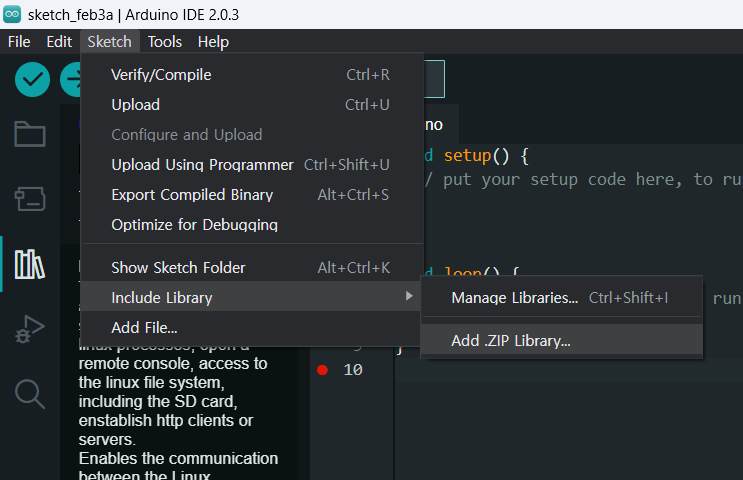 sketch_feb3a | Arduino IDE 2.0.3
File Edit Sketch Tools Help
Verify/Compile Ctrl+R
Upload Ctrl+U
Configure and Upload
Upload Using Programmer Ctrl+Shift+U
Export Compiled Binary Alt+Ctrl+S
Optimize for Debugging
Show Sketch Folder Alt+Ctrl+K
Include Library
Add File...
Manage Libraries... Ctrl+Shift+I
Add .ZIP Library...
no
d setup() {
/ put your setup code here, to ru
d loop() {
run
}
10
linux processes, open a
remote console, access to
the linux file system,
including the SD card,
enstablish http clients or
servers.
Enables the communication
between the Linux